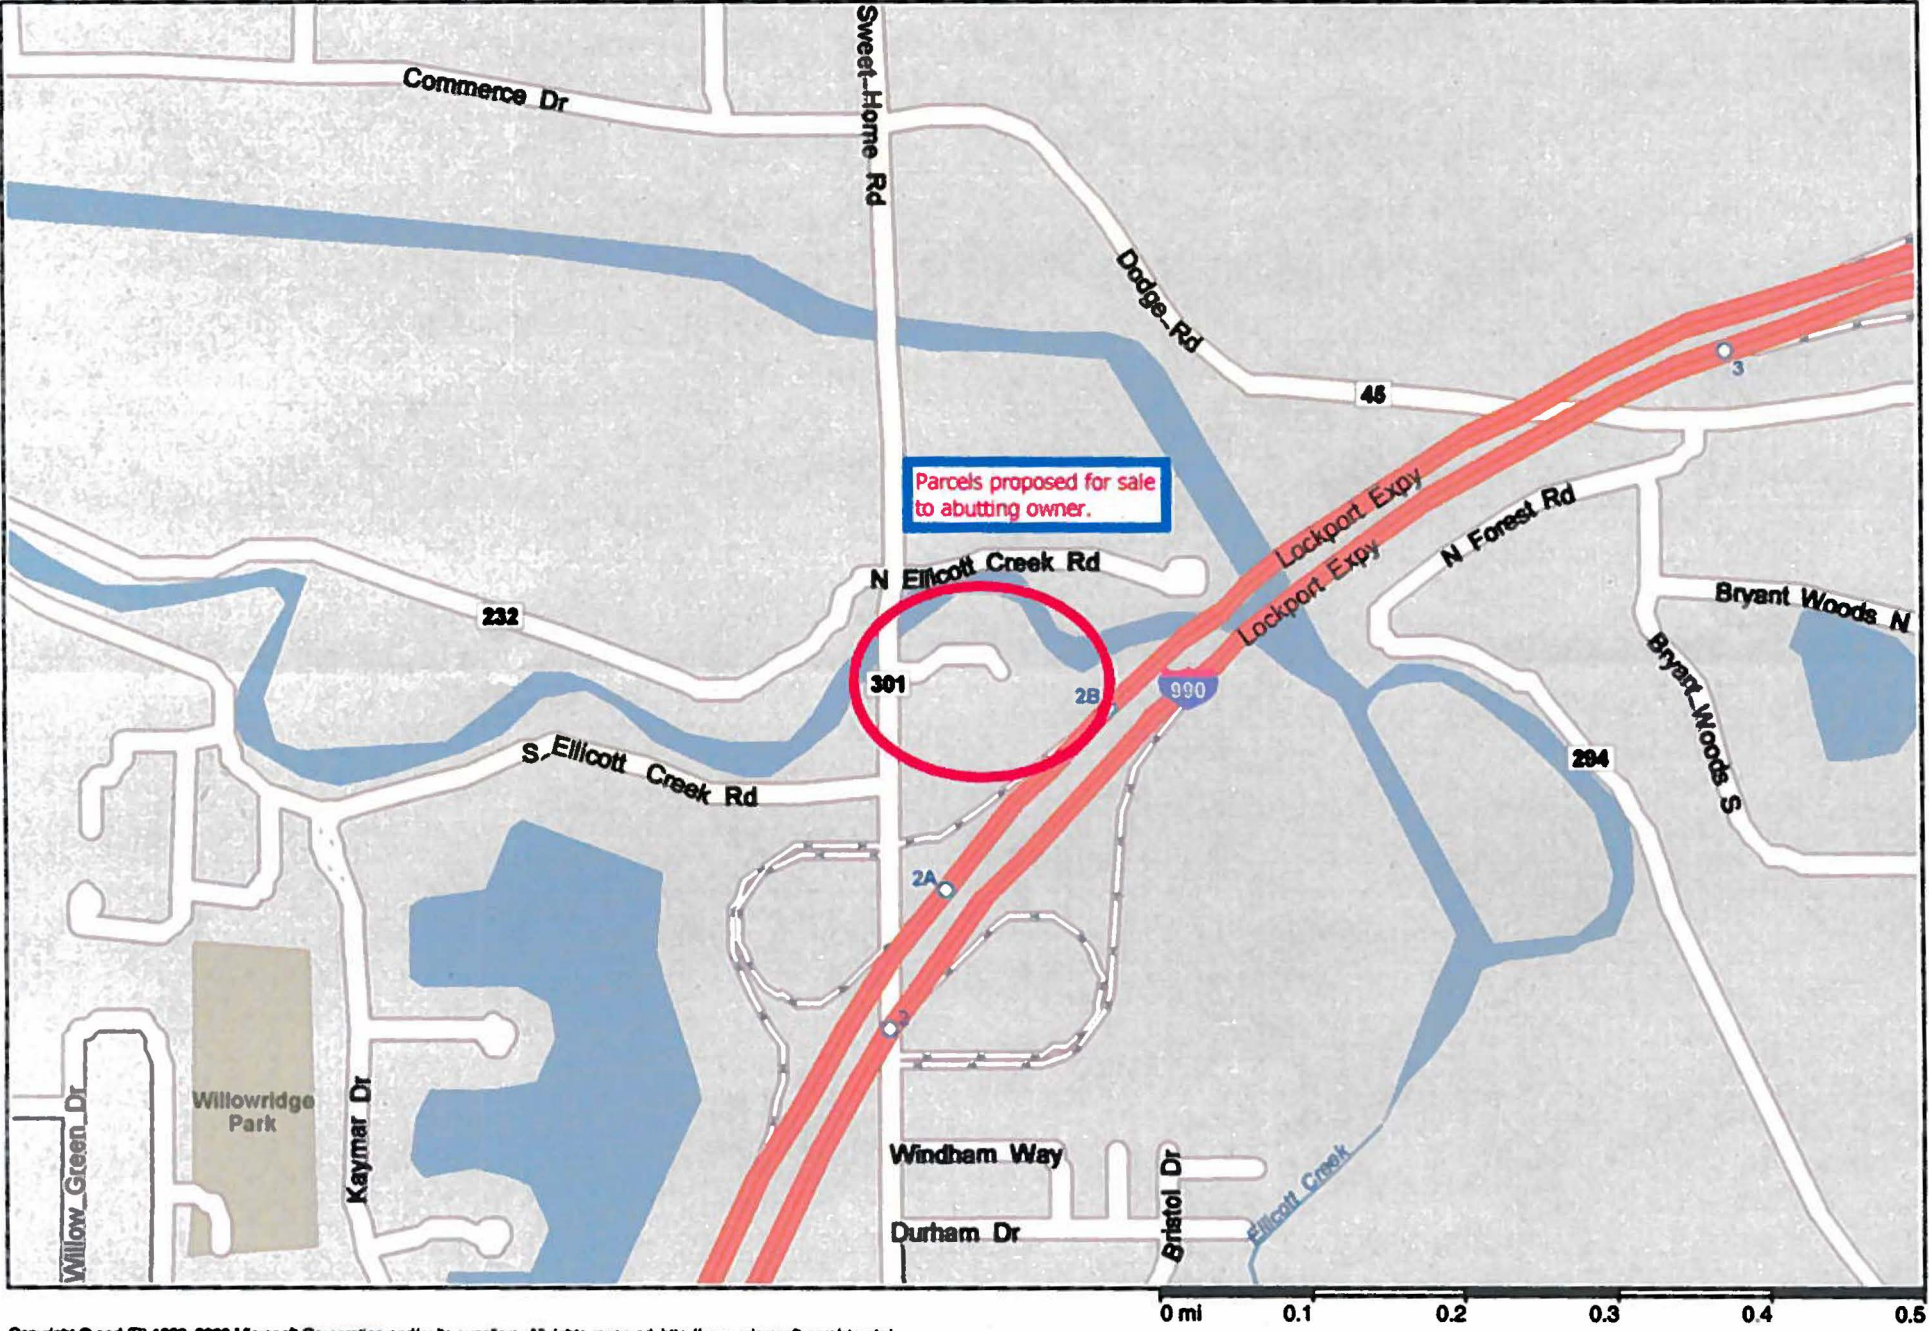 Sweet Home Rd
Commerce Dr
Dodge Rd
45
3
Parcels proposed for sale
to abutting owner.
Lockport Expy
Lockport Expy
N Forest Rd
N Ellicott Creek Rd
232
Bryant Woods N
301
2B
990
Bryant Woods S
S Ellicott Creek Rd
294
2A
2
Willowridge
Park
Kaymar Dr
Willow Green Dr
Windham Way
Bristol Dr
Ellicott Creek
Durham Dr
0 mi 0.1 0.2 0.3 0.4 0.5